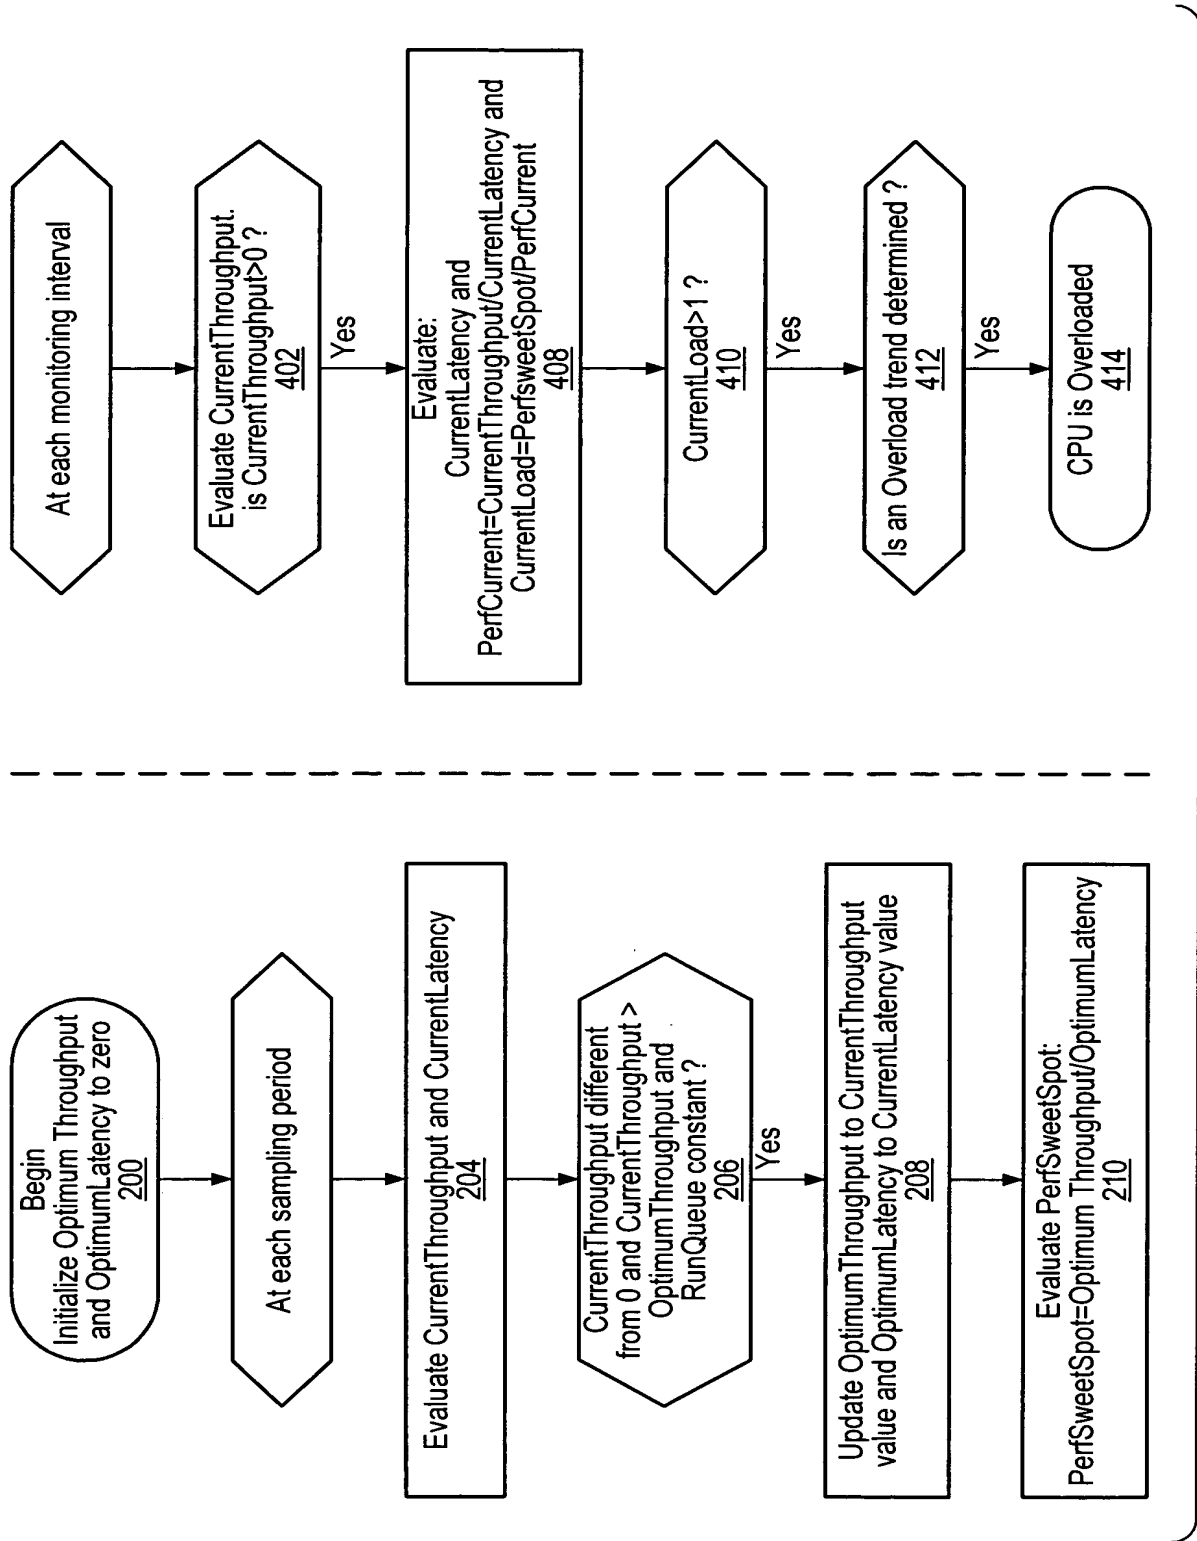 Begin
Initialize Optimum Throughput
and OptimumLatency to zero
200
At each sampling period
Evaluate CurrentThroughput and CurrentLatency
204
CurrentThroughput different
from 0 and CurrentThroughput >
OptimumThroughput and
RunQueue constant ?
206
Yes
Update OptimumThroughput to CurrentThroughput
value and OptimumLatency to CurrentLatency value
208
Evaluate PerfSweetSpot:
PerfSweetSpot=Optimum Throughput/OptimumLatency
210
At each monitoring interval
Evaluate CurrentThroughput.
is CurrentThroughput>0 ?
402
Yes
Evaluate:
CurrentLatency and
PerfCurrent=CurrentThroughput/CurrentLatency and
CurrentLoad=PerfsweetSpot/PerfCurrent
408
CurrentLoad>1 ?
410
Yes
Is an Overload trend determined ?
412
Yes
CPU is Overloaded
414